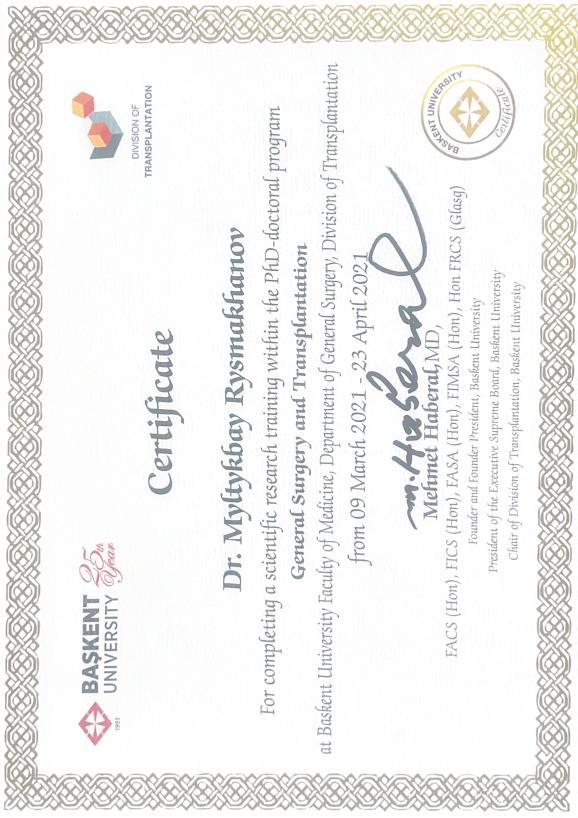 BAŞKENT
UNIVERSITY
1993
25th
Year
DIVISION OF
TRANSPLANTATION
Certificate
Dr. Myltykbay Rysmakhanov
For completing a scientific research training within the PhD-doctoral program
General Surgery and Transplantation
at Baskent University Faculty of Medicine, Department of General Surgery, Division of Transplantation
from 09 March 2021 - 23 April 2021
m. Haberal
Mehmet Haberal, MD,
FACS (Hon), FICS (Hon), FASA (Hon), FIMSA (Hon), Hon FRCS (Glasg)
Founder and Founder President, Baskent University
President of the Executive Supreme Board, Baskent University
Chair of Division of Transplantation, Baskent University
BASKENT UNIVERSITY
Certificate